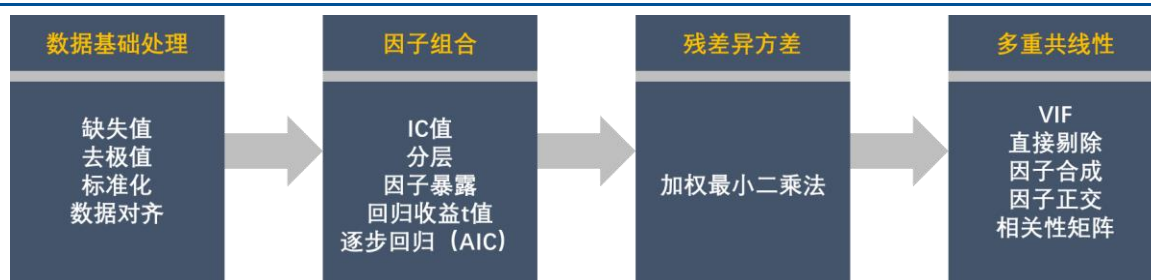 数据基础处理
缺失值
去极值
标准化
数据对齐
因子组合
IC值
分层
因子暴露
回归收益t值
逐步回归（AIC）
残差异方差
加权最小二乘法
多重共线性
VIF
直接剔除
因子合成
因子正交
相关性矩阵